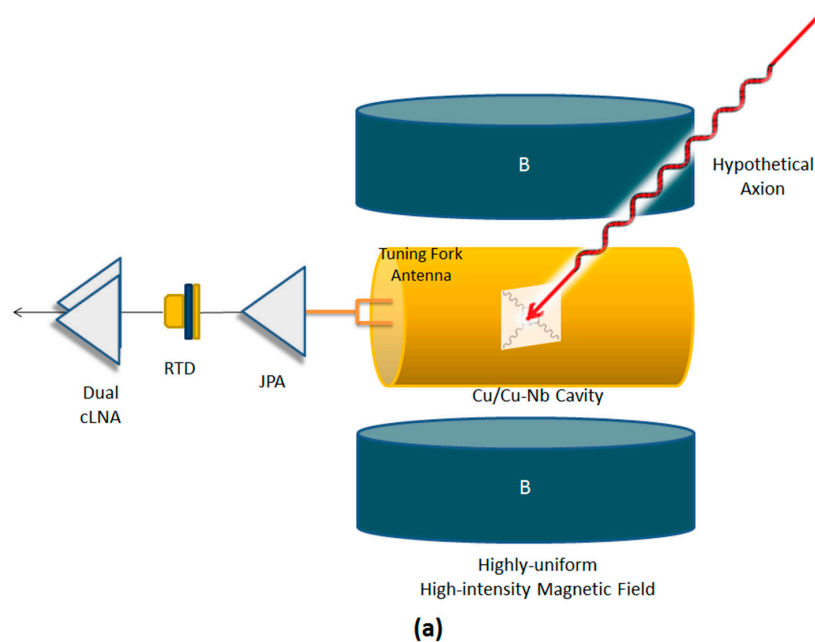 B
Hypothetical
Axion
Tuning Fork
Antenna
RTD
JPA
Dual
cLNA
Cu/Cu-Nb Cavity
B
Highly-uniform
High-intensity Magnetic Field
(a)